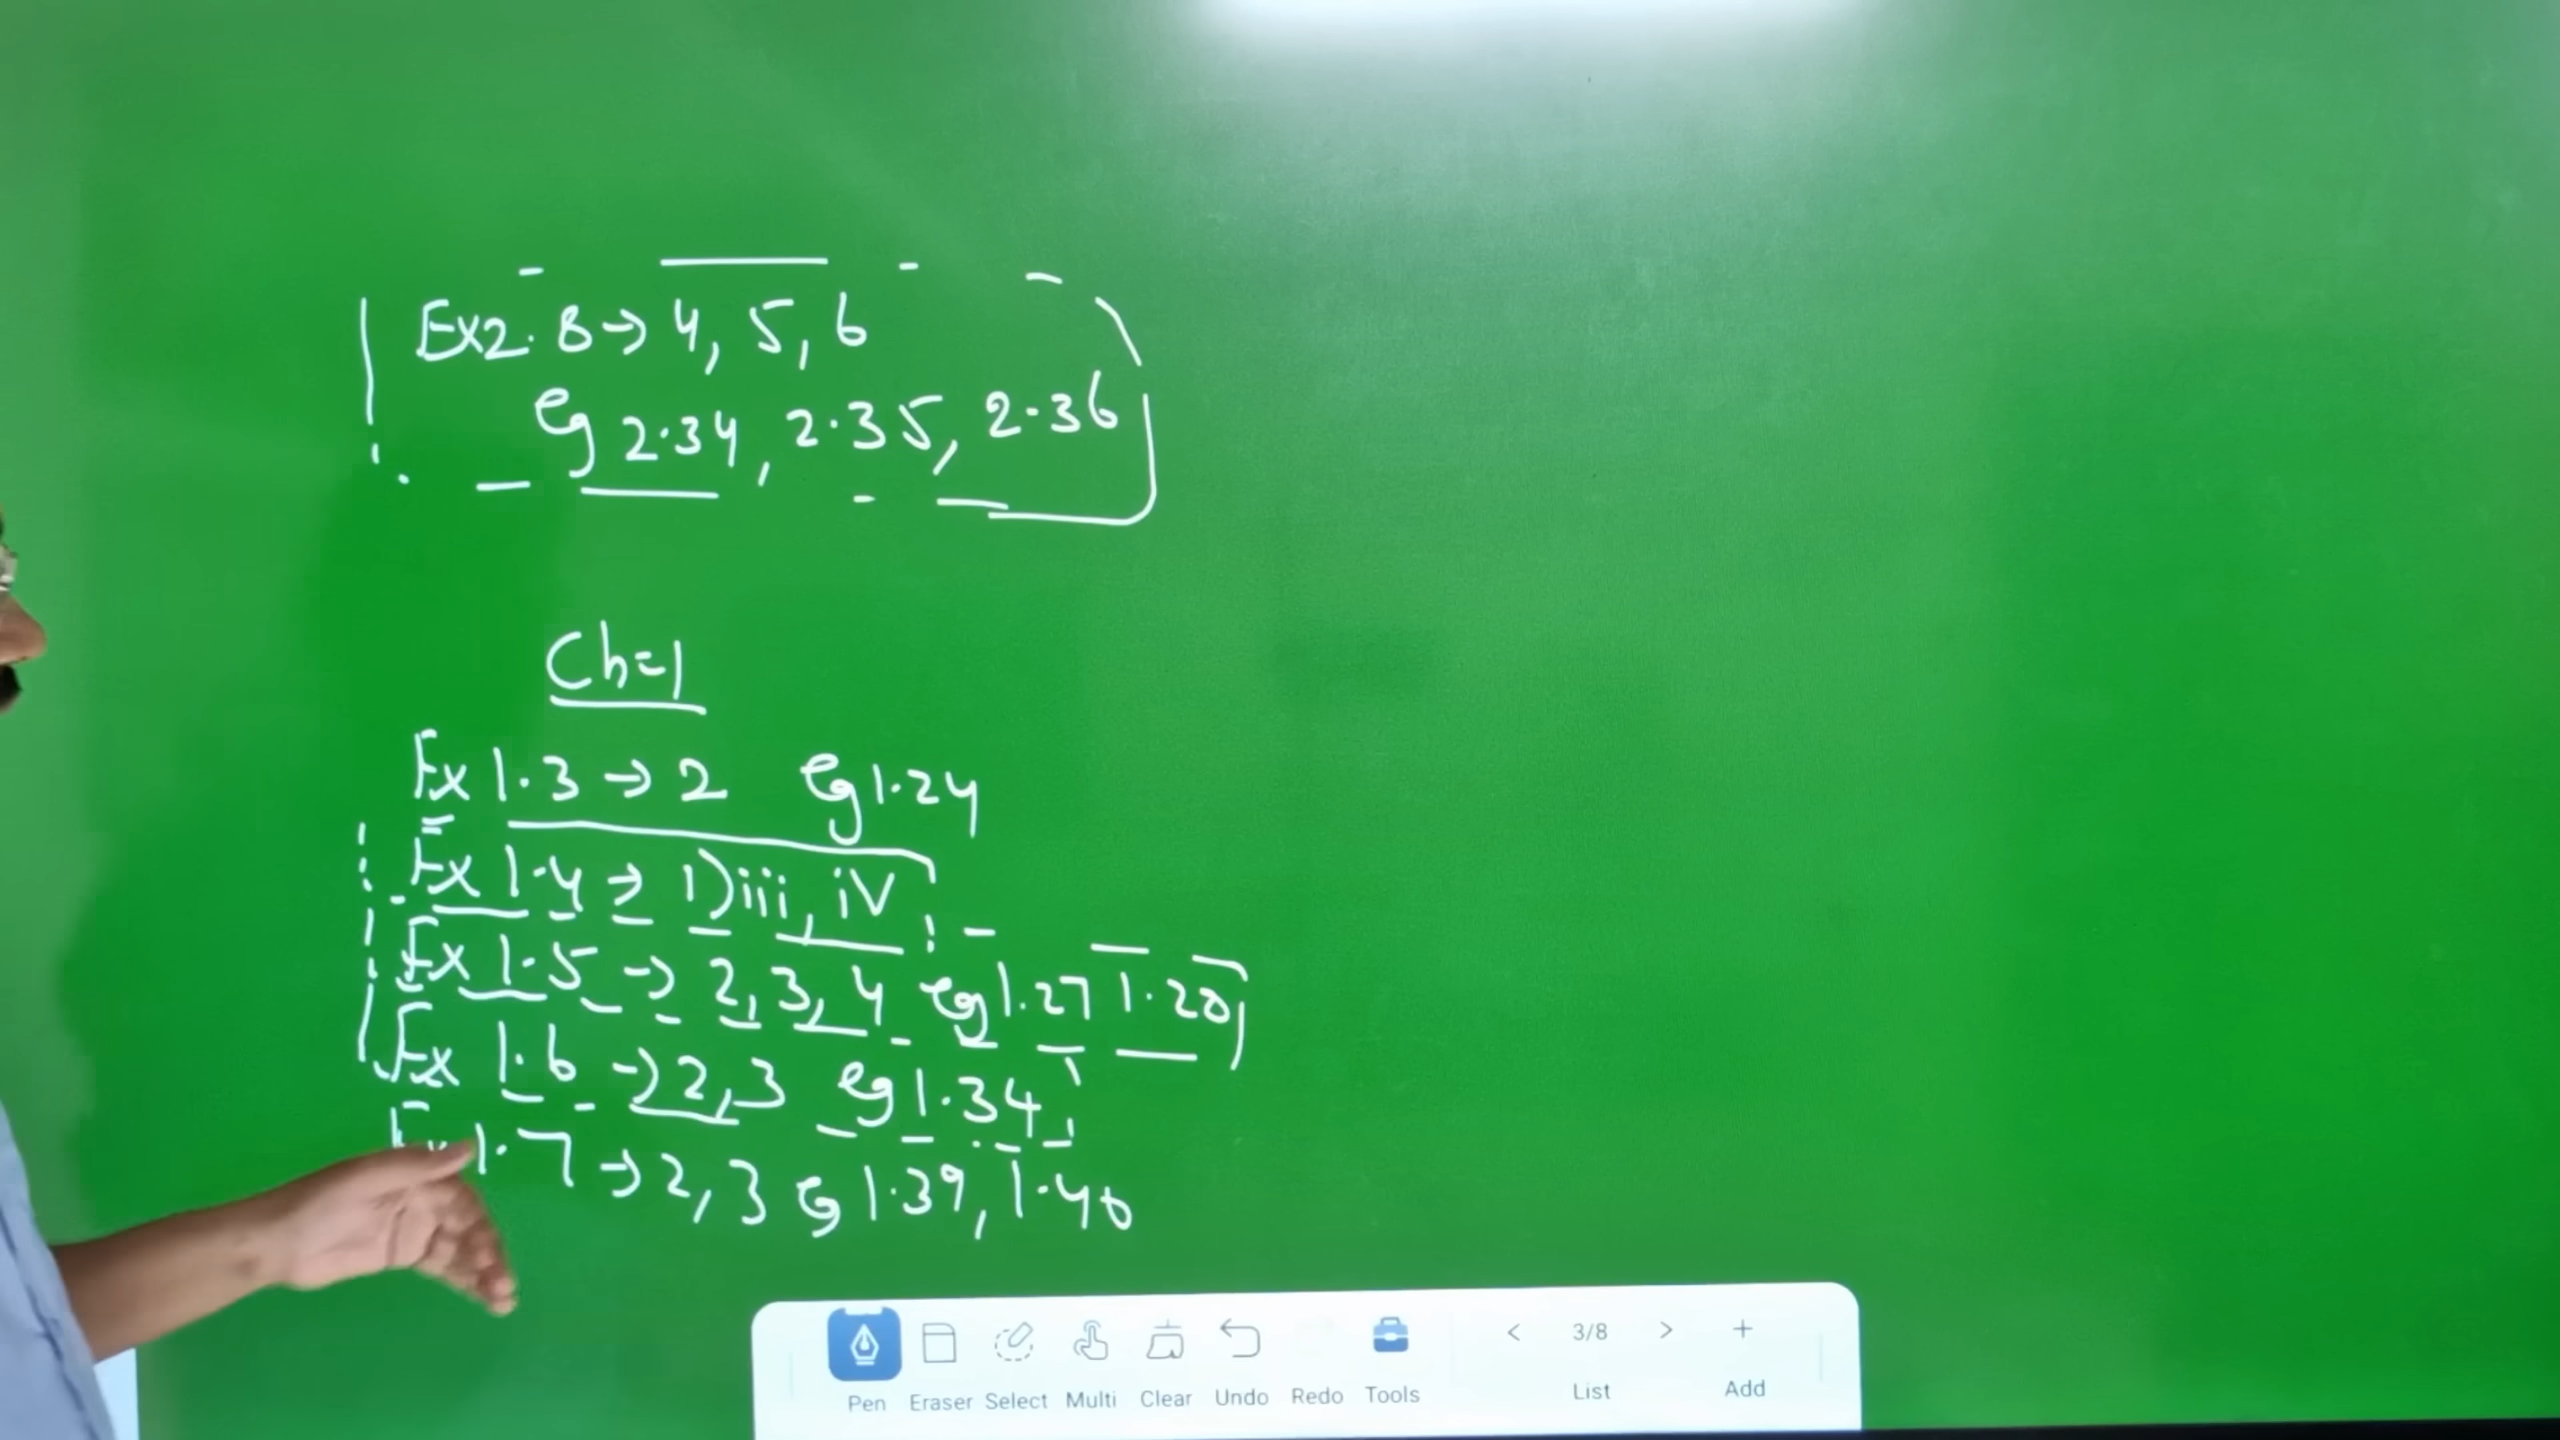 Ex2.8→4,5,6
eg 2.34, 2.35, 2.36
Ch=1
Ex 1.3 → 2 eg 1.24
Ex 1.4 → 1) iii, iv
Ex 1.5 → 2, 3, 4 eg 1.27 1.28
Ex 1.6 → 2,3 eg 1.34
Ex 1.7 → 2, 3 eg 1.39, 1.40
3/8
Pen Eraser Select Multi Clear Undo Redo Tools List Add